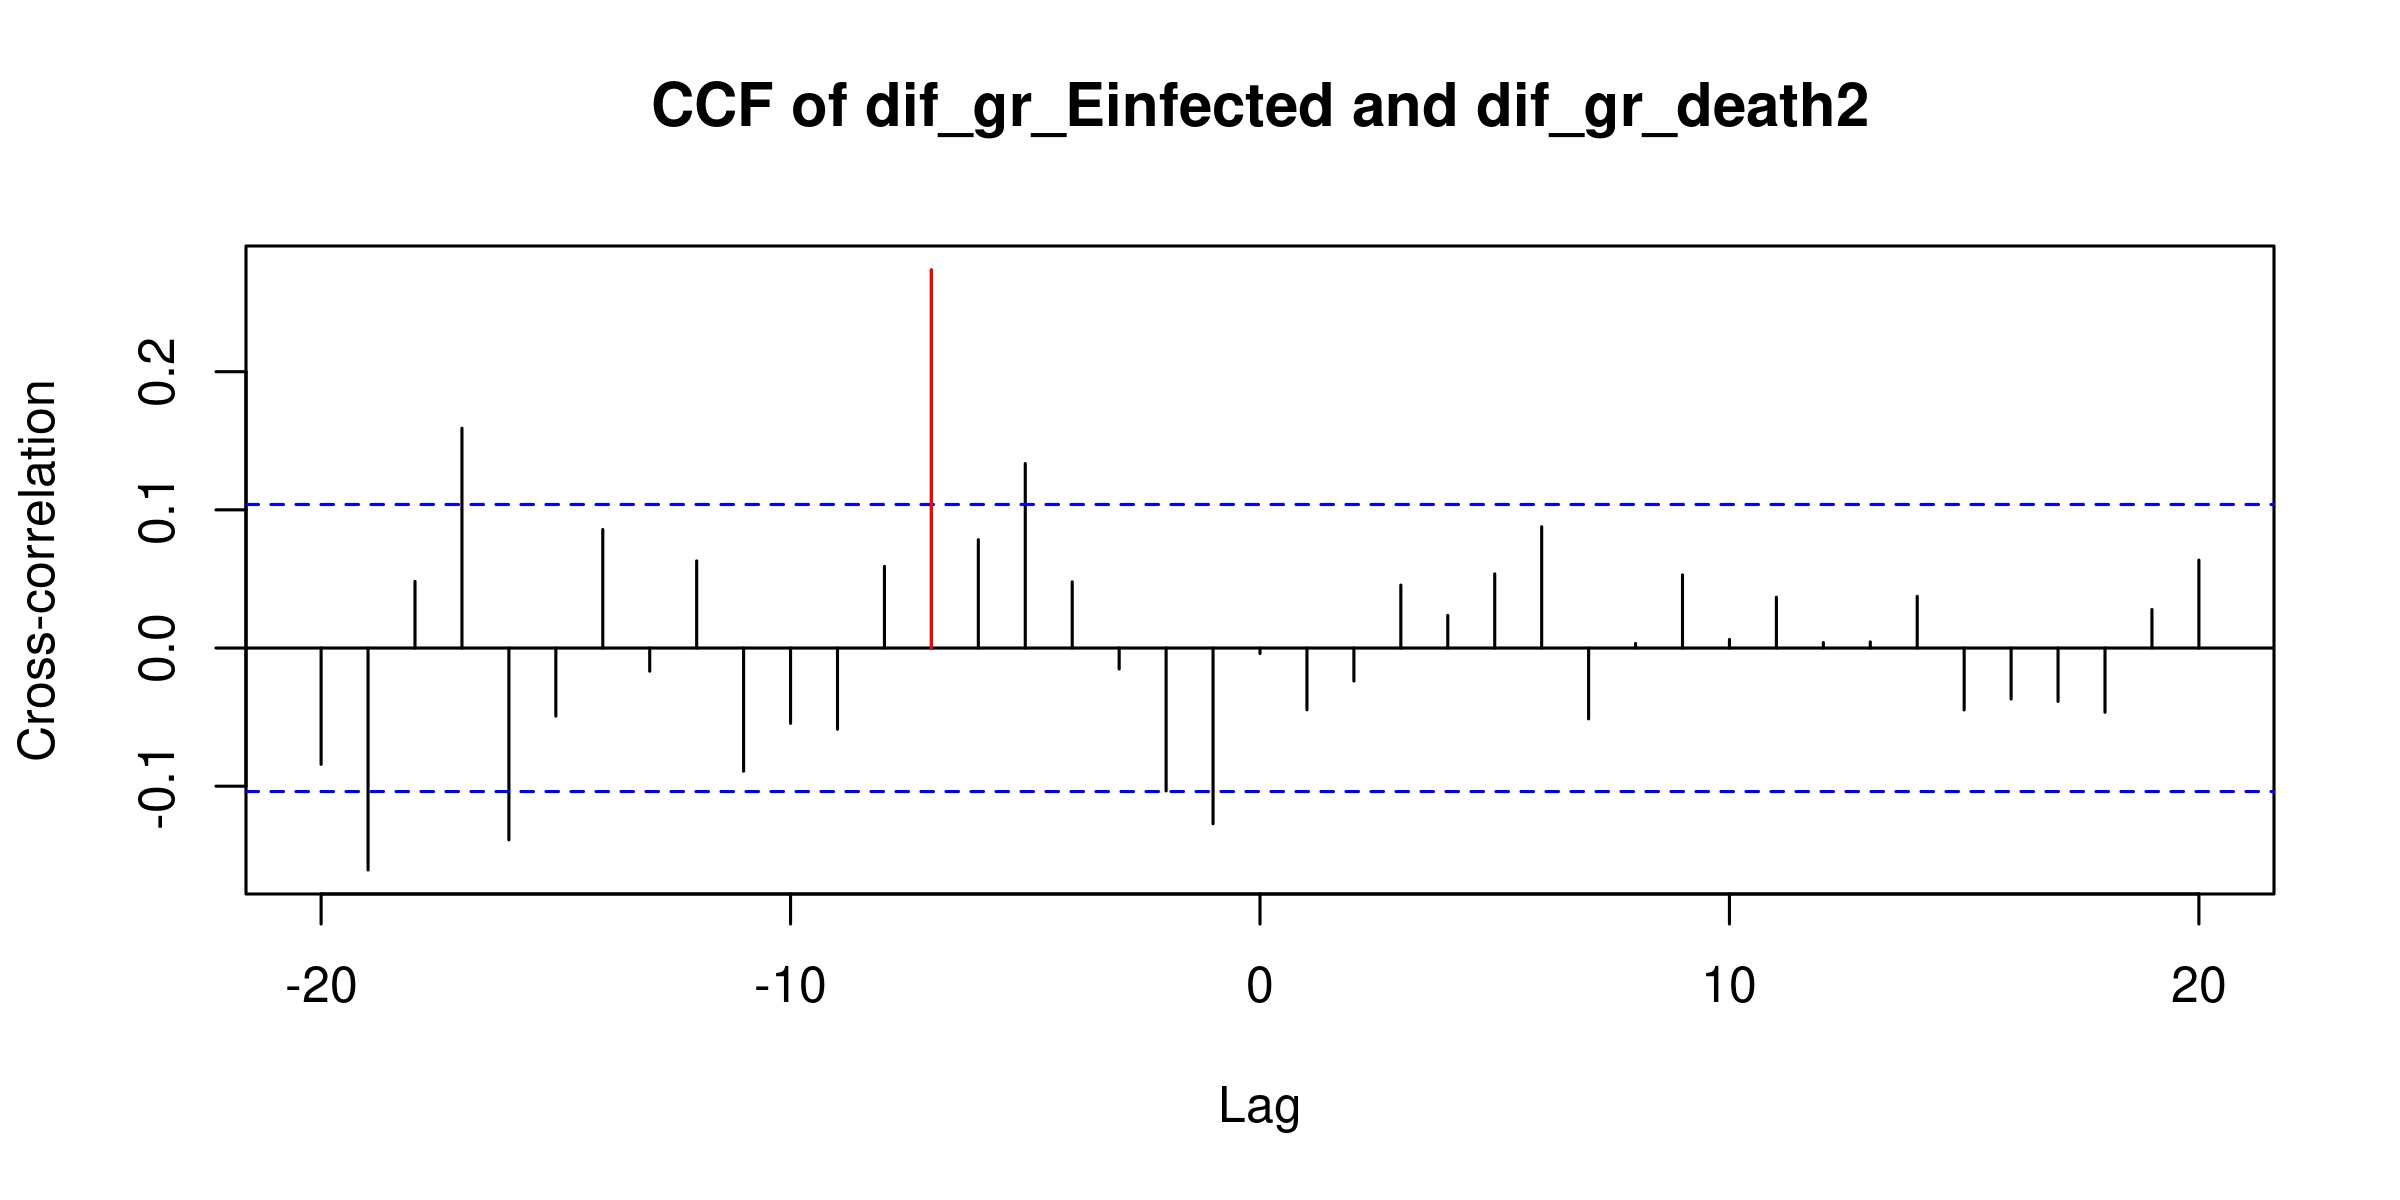 CCF of dif_gr_Einfected and dif_gr_death2
Cross-correlation
0.2
0.1
0.0
-0.1
-20 -10 0 10 20
Lag